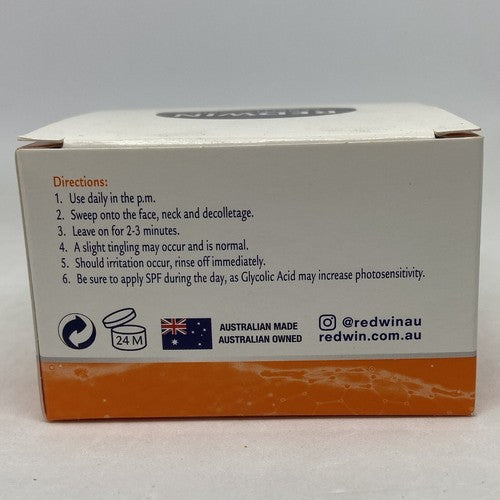 REDWIN
Directions:
1. Use daily in the p.m.
2. Sweep onto the face, neck and decolletage.
3. Leave on for 2-3 minutes.
4. A slight tingling may occur and is normal.
5. Should irritation occur, rinse off immediately.
6. Be sure to apply SPF during the day, as Glycolic Acid may increase photosensitivity.
24 M
AUSTRALIAN MADE
AUSTRALIAN OWNED
@redwinau
redwin.com.au